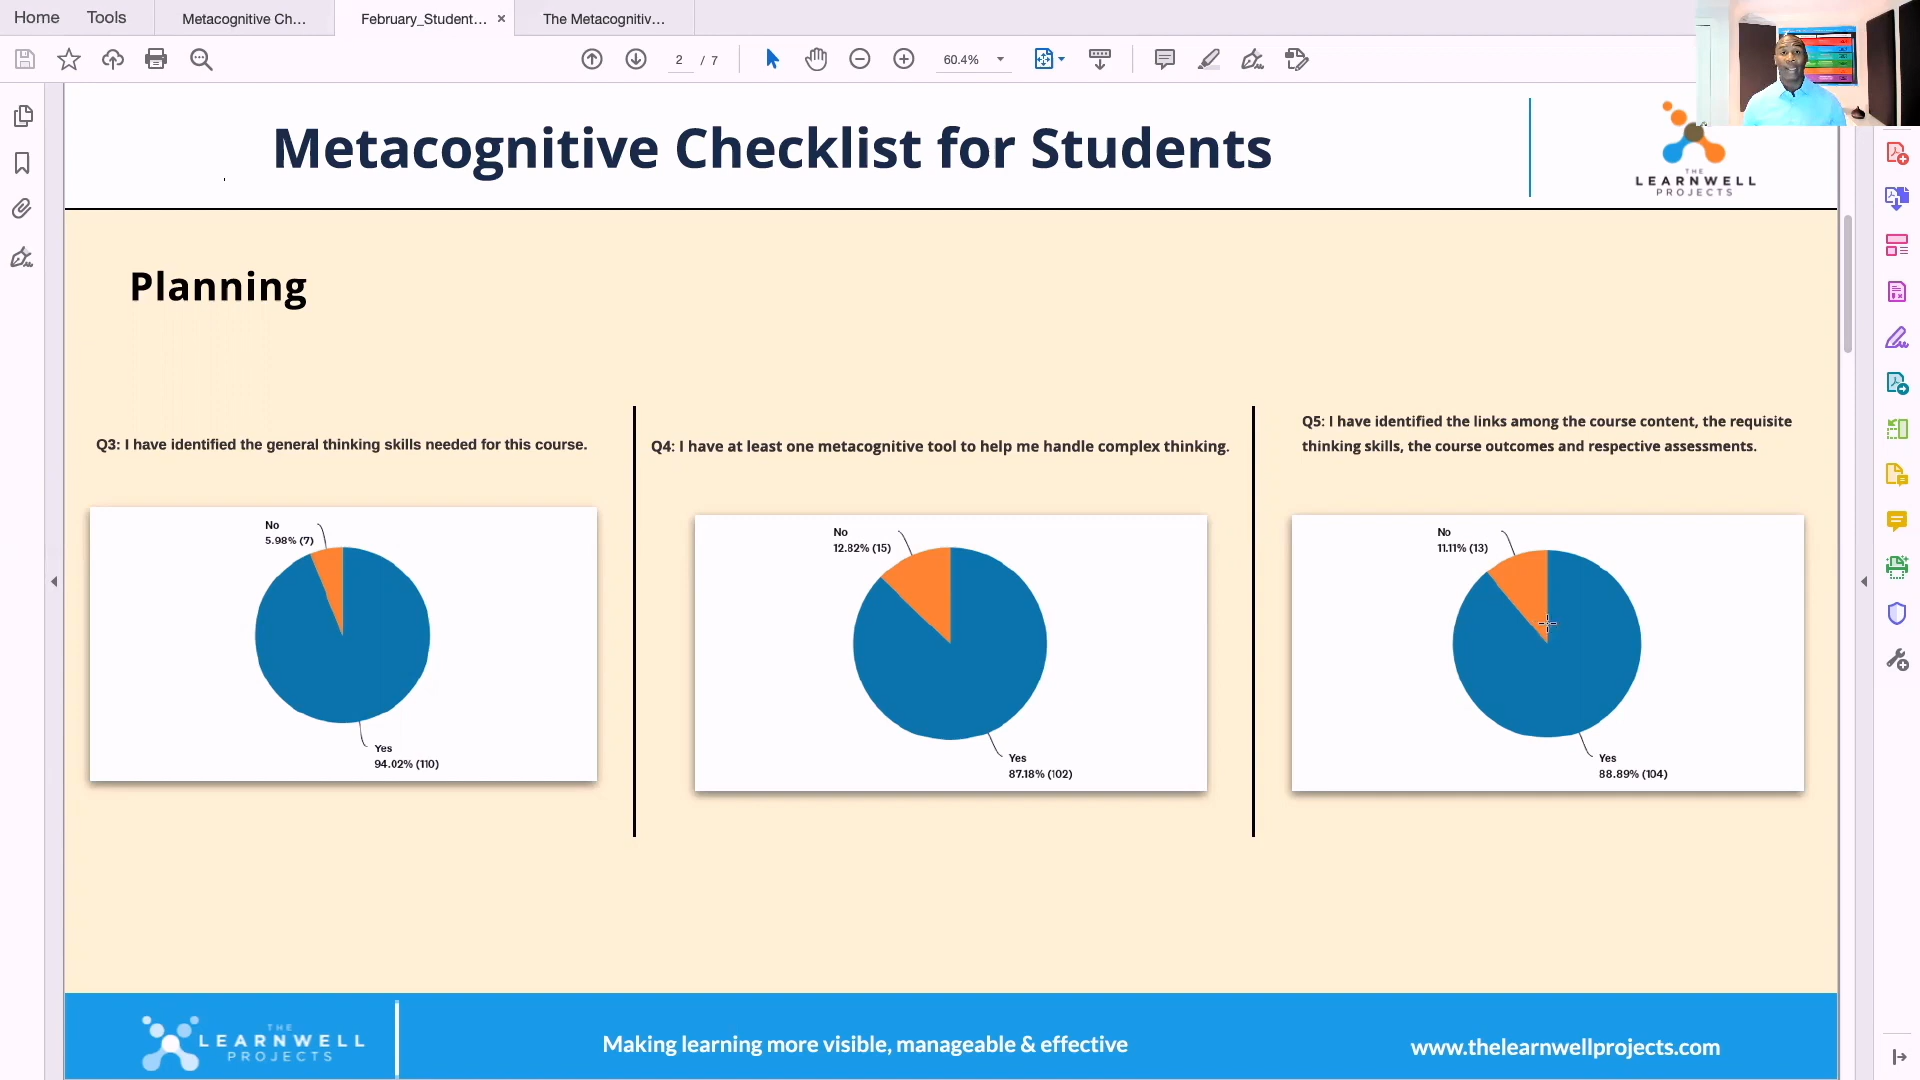 Home
Tools
Metacognitive Ch...
February_Student...
The Metacognitiv...
2 / 7
60.4%
Metacognitive Checklist for Students
THE
LEARNWELL
PROJECTS
Planning
Q3: I have identified the general thinking skills needed for this course.
No
5.98% (7)
Yes
94.02% (110)
Q4: I have at least one metacognitive tool to help me handle complex thinking.
No
12.82% (15)
Yes
87.18% (102)
Q5: I have identified the links among the course content, the requisite
thinking skills, the course outcomes and respective assessments.
No
11.11% (13)
Yes
88.89% (104)
THE
LEARNWELL
PROJECTS
Making learning more visible, manageable & effective
www.thelearnwellprojects.com